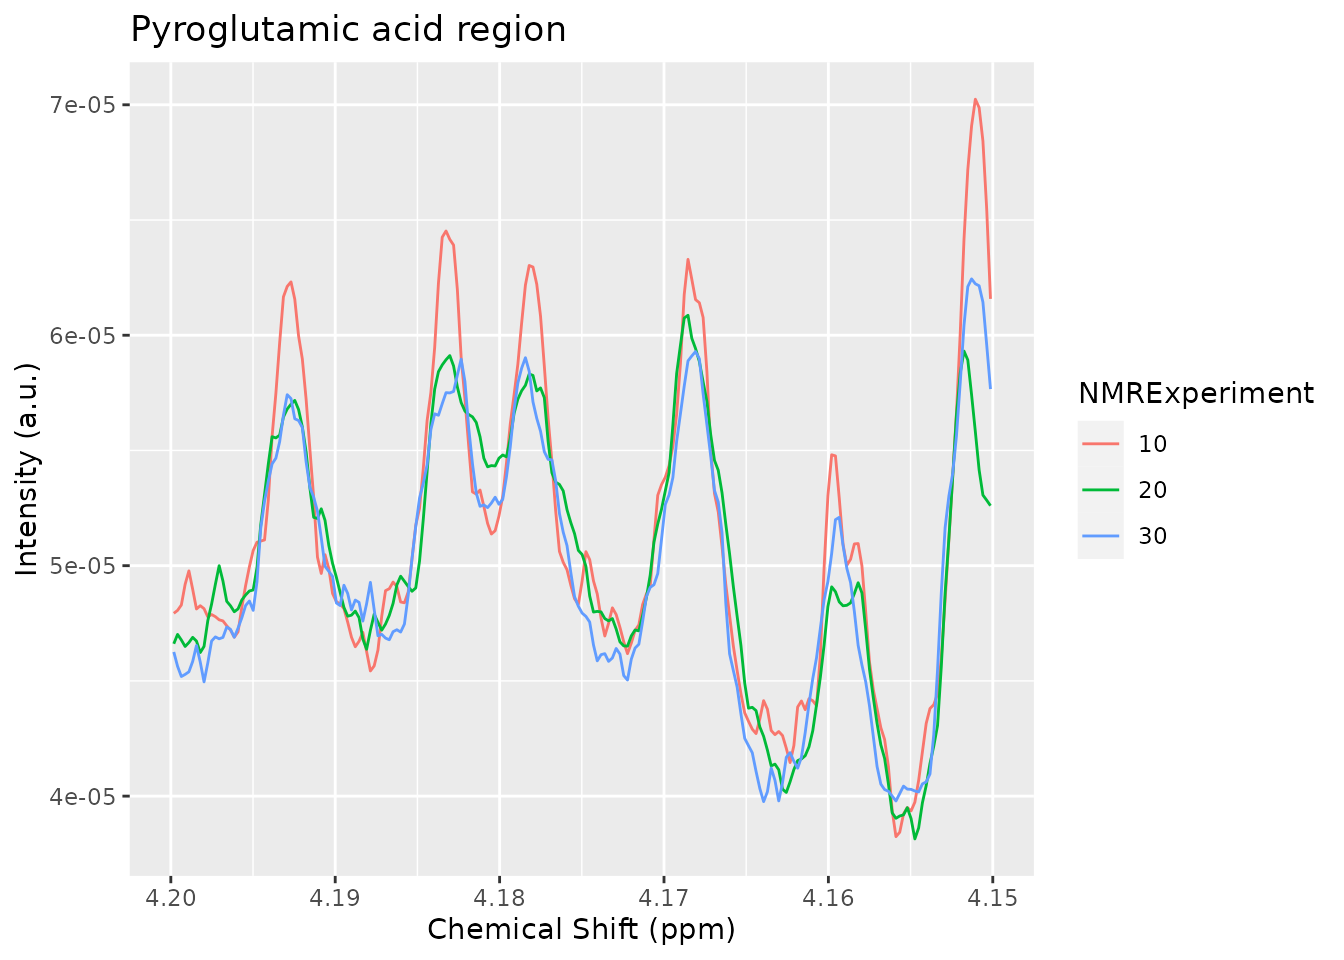 Pyroglutamic acid region
7e-05
6e-05
5e-05
4e-05
Intensity (a.u.)
4.20 4.19 4.18 4.17 4.16 4.15
Chemical Shift (ppm)
NMRExperiment
10
20
30